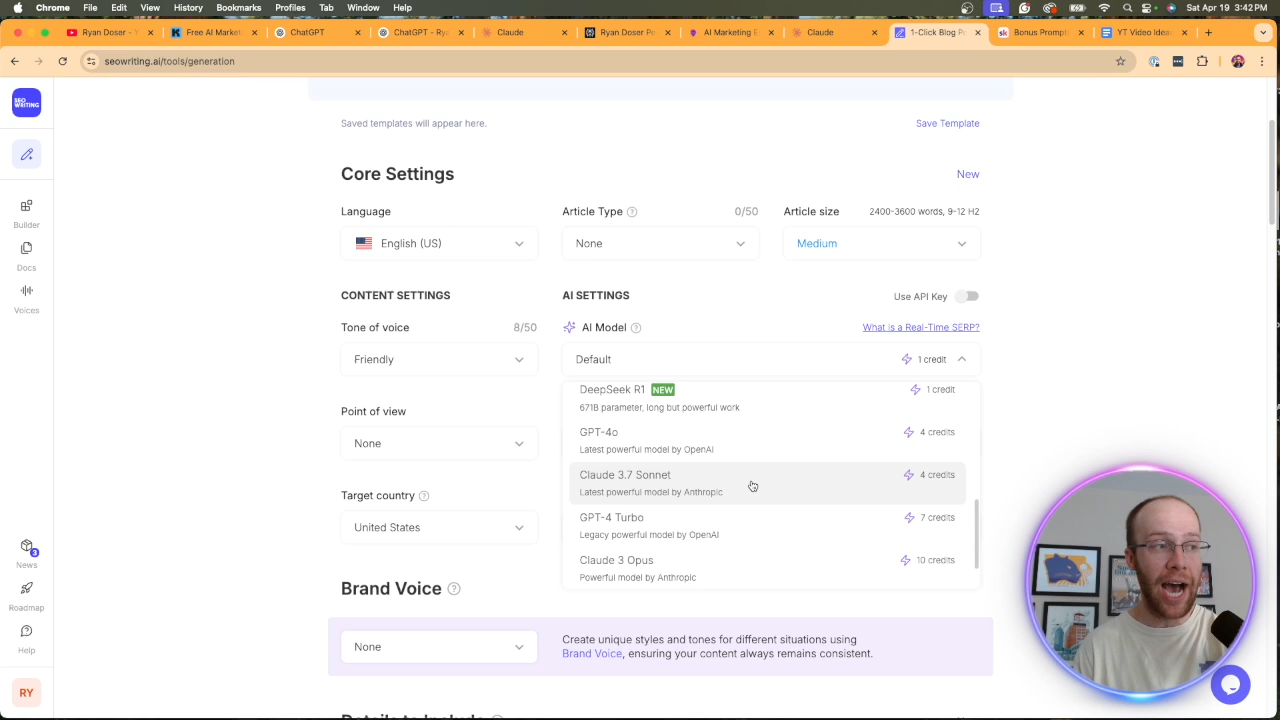 Chrome File Edit View History Bookmarks Profiles Tab Window Help
Ryan Doser -
Free AI Market
ChatGPT
ChatGPT - Ry
Claude
Ryan Doser Pe
AI Marketing E
Claude
1-Click Blog Po
Bonus Prompt
YT Video Idea
seowriting.ai/tools/generation
SEO
WRITING
Saved templates will appear here.
Save Template
Core Settings
New
Language
Article Type
0/50
Article size
2400-3600 words, 9-12 H2
English (US)
None
Medium
Builder
Docs
Voices
CONTENT SETTINGS
AI SETTINGS
Use API Key
Tone of voice
8/50
AI Model
What is a Real-Time SERP?
Friendly
Default
1 credit
DeepSeek R1 NEW
1 credit
671B parameter, long but powerful work
Point of view
None
GPT-4o
4 credits
Latest powerful model by OpenAI
Claude 3.7 Sonnet
4 credits
Latest powerful model by Anthropic
Target country
United States
GPT-4 Turbo
7 credits
Legacy powerful model by OpenAI
Claude 3 Opus
10 credits
Powerful model by Anthropic
3
News
Roadmap
Help
RY
Brand Voice
None
Create unique styles and tones for different situations using
Brand Voice, ensuring your content always remains consistent.